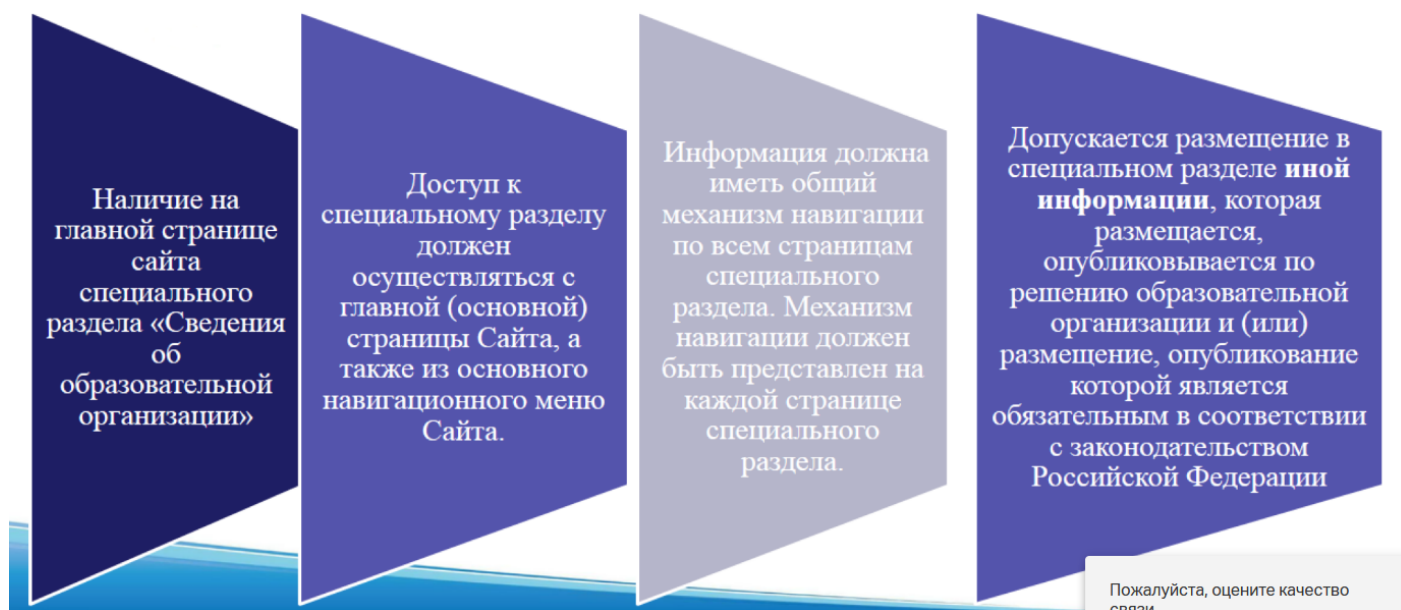 Наличие на
главной странице
сайта
специального
раздела «Сведения
об
образовательной
организации»
Доступ к
специальному разделу
должен
осуществляться с
главной (основной)
страницы Сайта, а
также из основного
навигационного меню
Сайта.
Информация должна
иметь общий
механизм навигации
по всем страницам
специального
раздела. Механизм
навигации должен
быть представлен на
каждой странице
специального
раздела.
Допускается размещение в
специальном разделе иной
информации, которая
размещается,
опубликовывается по
решению образовательной
организации и (или)
размещение, опубликование
которой является
обязательным в соответствии
с законодательством
Российской Федерации
Пожалуйста, оцените качество
связи